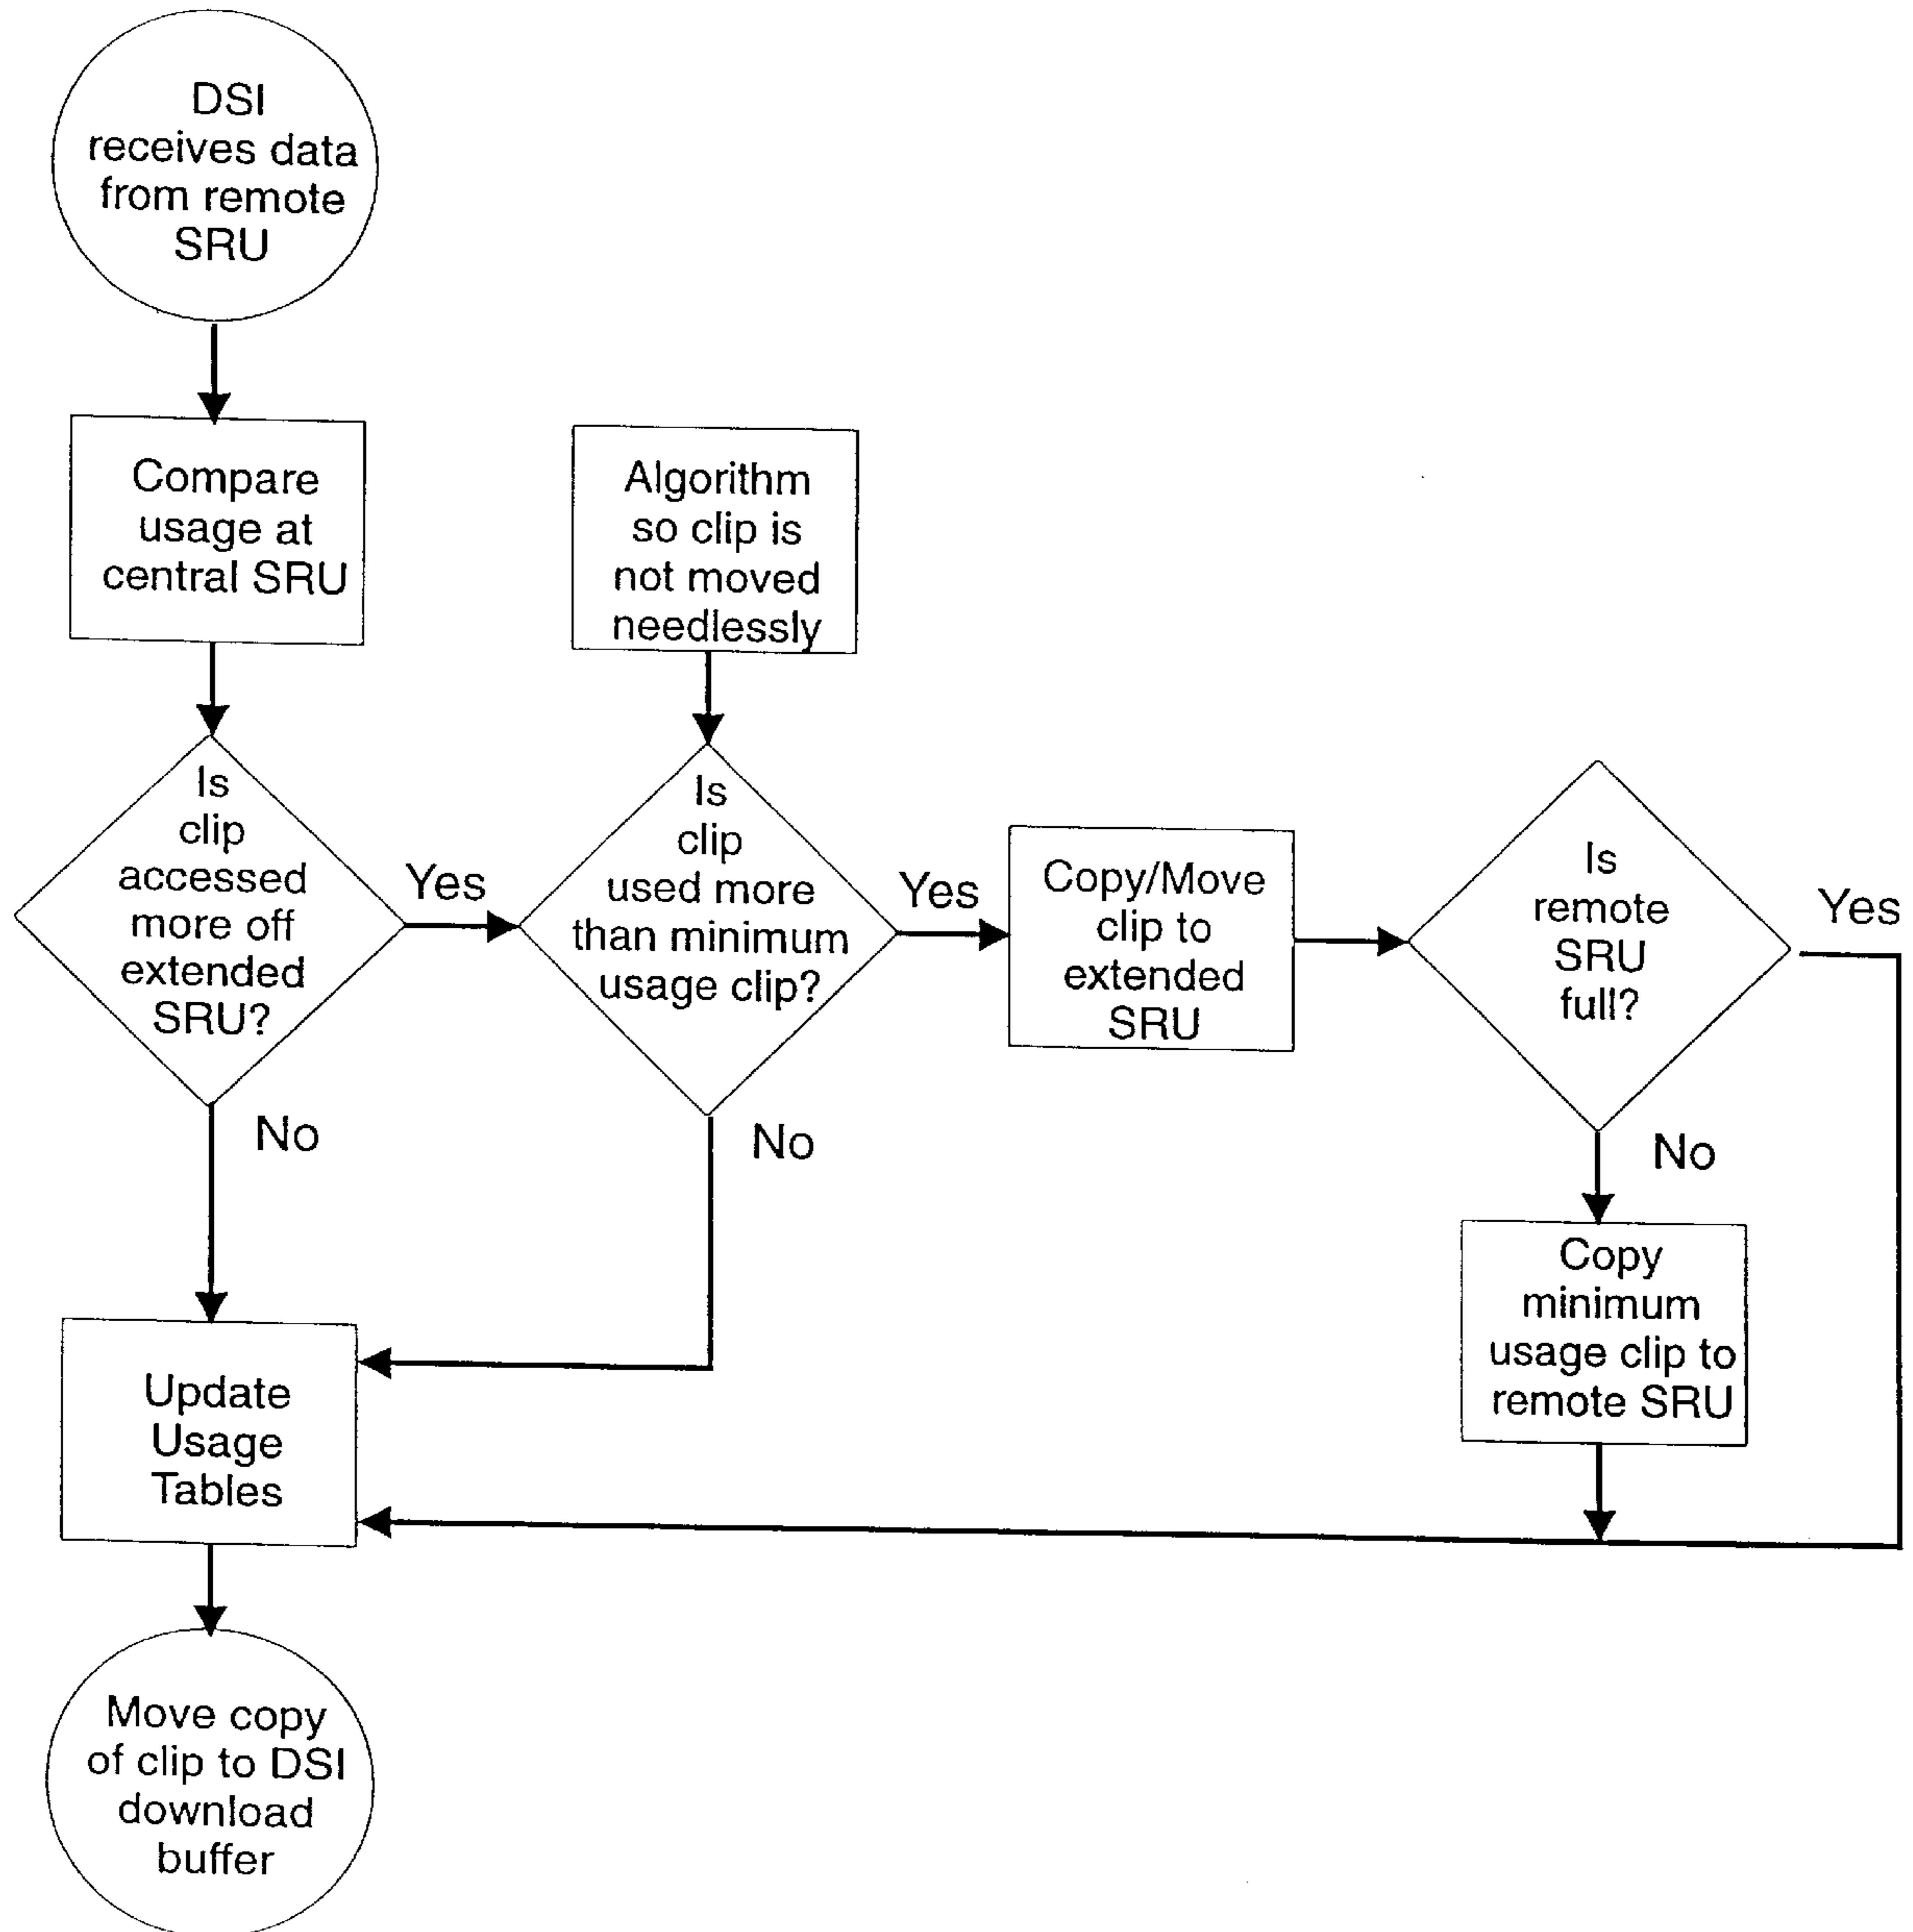 DSI
receives data
from remote
SRU
Compare
usage at
central SRU
Algorithm
so clip is
not moved
needlessly
Is
clip
accessed
more off
extended
SRU?
Yes
No
Is
clip
used more
than minimum
usage clip?
Yes
No
Copy/Move
clip to
extended
SRU
Is
remote
SRU
full?
Yes
No
Copy
minimum
usage clip to
remote SRU
Update
Usage
Tables
Move copy
of clip to DSI
download
buffer